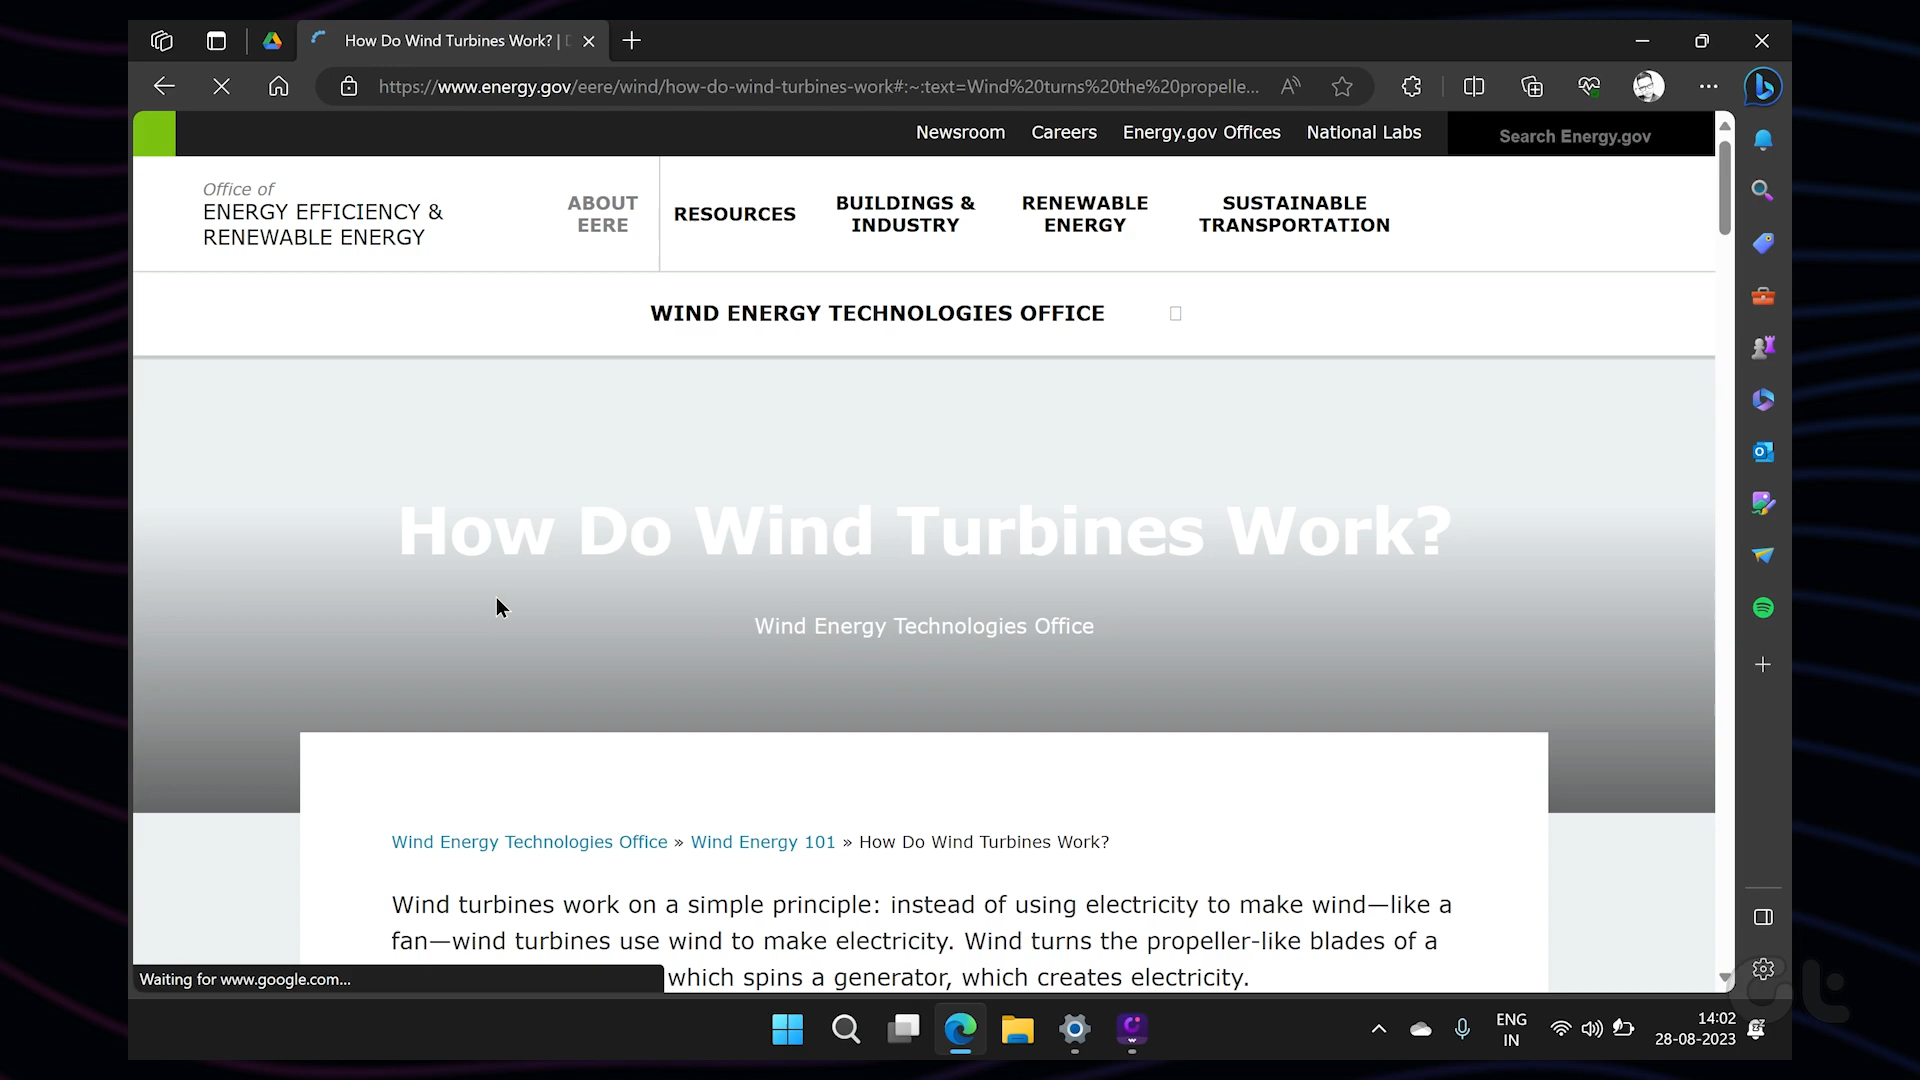 How Do Wind Turbines Work? |
https://www.energy.gov/eere/wind/how-do-wind-turbines-work#:~:text=Wind%20turns%20the%20propelle...
Newsroom Careers Energy.gov Offices National Labs Search Energy.gov
Office of
ENERGY EFFICIENCY &
RENEWABLE ENERGY
ABOUT
EERE
RESOURCES
BUILDINGS &
INDUSTRY
RENEWABLE
ENERGY
SUSTAINABLE
TRANSPORTATION
WIND ENERGY TECHNOLOGIES OFFICE
How Do Wind Turbines Work?
Wind Energy Technologies Office
Wind Energy Technologies Office » Wind Energy 101 » How Do Wind Turbines Work?
Wind turbines work on a simple principle: instead of using electricity to make wind—like a
fan—wind turbines use wind to make electricity. Wind turns the propeller-like blades of a
which spins a generator, which creates electricity.
Waiting for www.google.com...
ENG
IN
14:02
28-08-2023
Gt